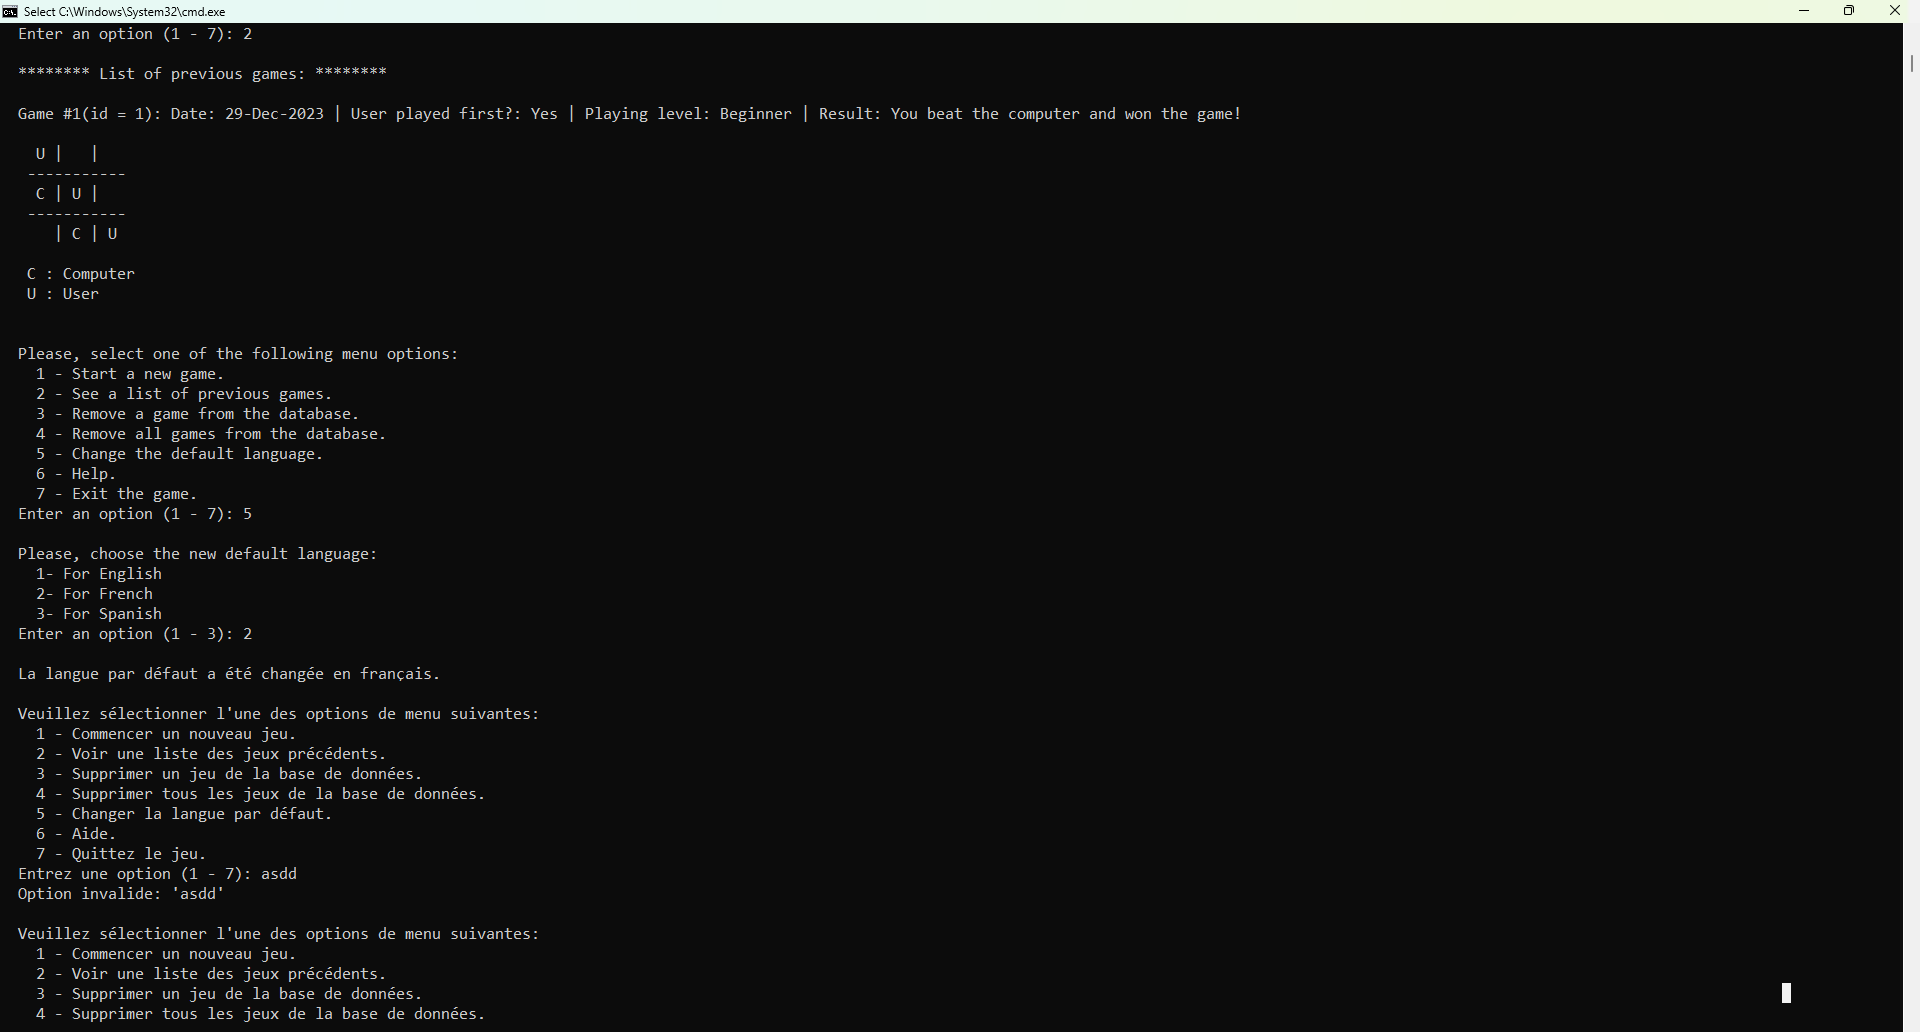 Select C:\Windows\System32\cmd.exe
Enter an option (1 - 7): 2
******** List of previous games: ********
Game #1(id = 1): Date: 29-Dec-2023 | User played first?: Yes | Playing level: Beginner | Result: You beat the computer and won the game!
U |   |
-----------
C | U |
-----------
  | C | U
C : Computer
U : User
Please, select one of the following menu options:
1 - Start a new game.
2 - See a list of previous games.
3 - Remove a game from the database.
4 - Remove all games from the database.
5 - Change the default language.
6 - Help.
7 - Exit the game.
Enter an option (1 - 7): 5
Please, choose the new default language:
1- For English
2- For French
3- For Spanish
Enter an option (1 - 3): 2
La langue par défaut a été changée en français.
Veuillez sélectionner l'une des options de menu suivantes:
1 - Commencer un nouveau jeu.
2 - Voir une liste des jeux précédents.
3 - Supprimer un jeu de la base de données.
4 - Supprimer tous les jeux de la base de données.
5 - Changer la langue par défaut.
6 - Aide.
7 - Quittez le jeu.
Entrez une option (1 - 7): asdd
Option invalide: 'asdd'
Veuillez sélectionner l'une des options de menu suivantes:
1 - Commencer un nouveau jeu.
2 - Voir une liste des jeux précédents.
3 - Supprimer un jeu de la base de données.
4 - Supprimer tous les jeux de la base de données.